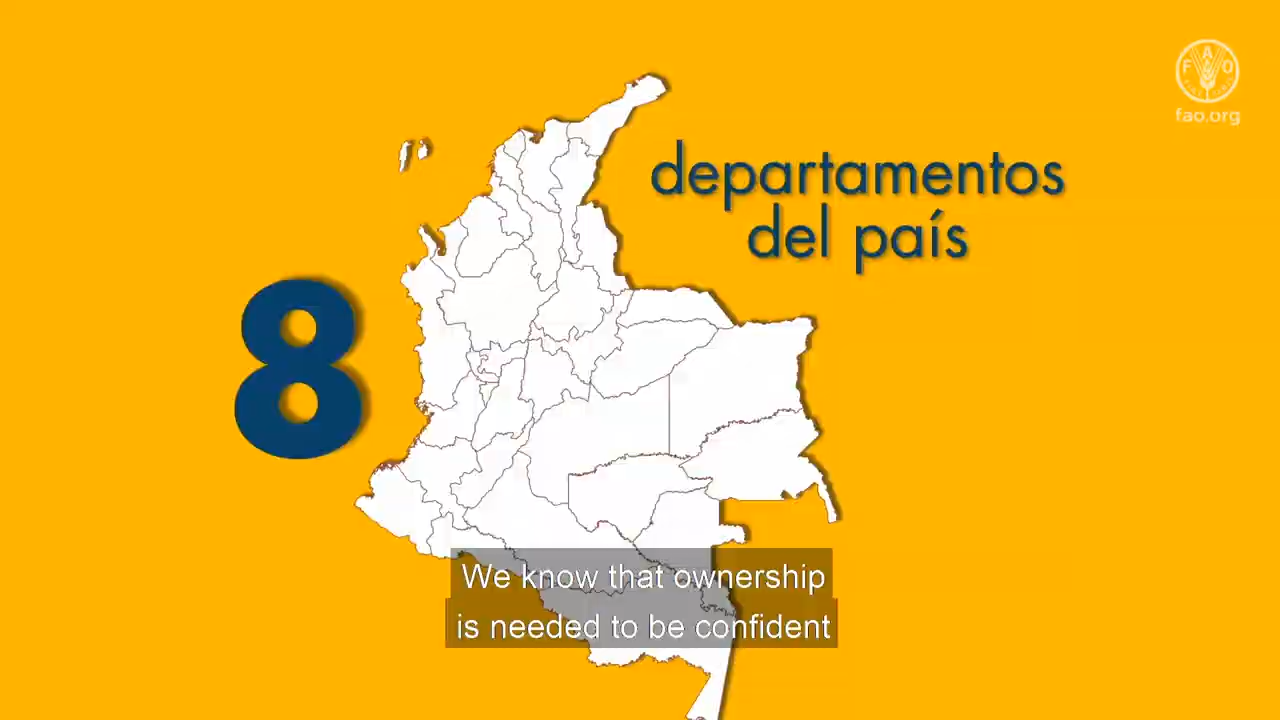 F A O
fao.org
departamentos
del país
8
We know that ownership
is needed to be confident